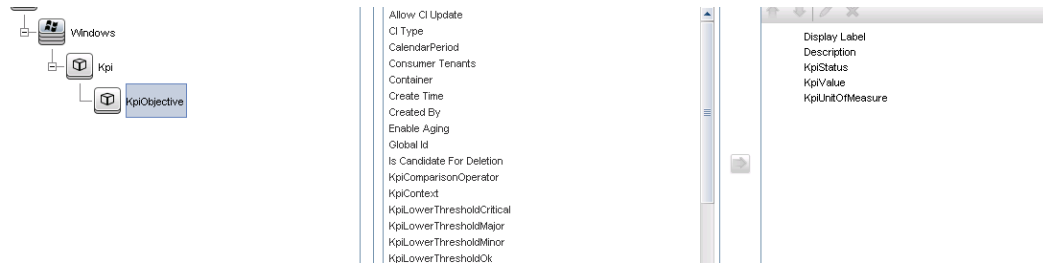 Windows
Kpi
KpiObjective
Allow CI Update
CI Type
CalendarPeriod
Consumer Tenants
Container
Create Time
Created By
Enable Aging
Global Id
Is Candidate For Deletion
KpiComparisonOperator
KpiContext
KpiLowerThresholdCritical
KpiLowerThresholdMajor
KpiLowerThresholdMinor
KpiLowerThresholdOk
Display Label
Description
KpiStatus
KpiValue
KpiUnitOfMeasure